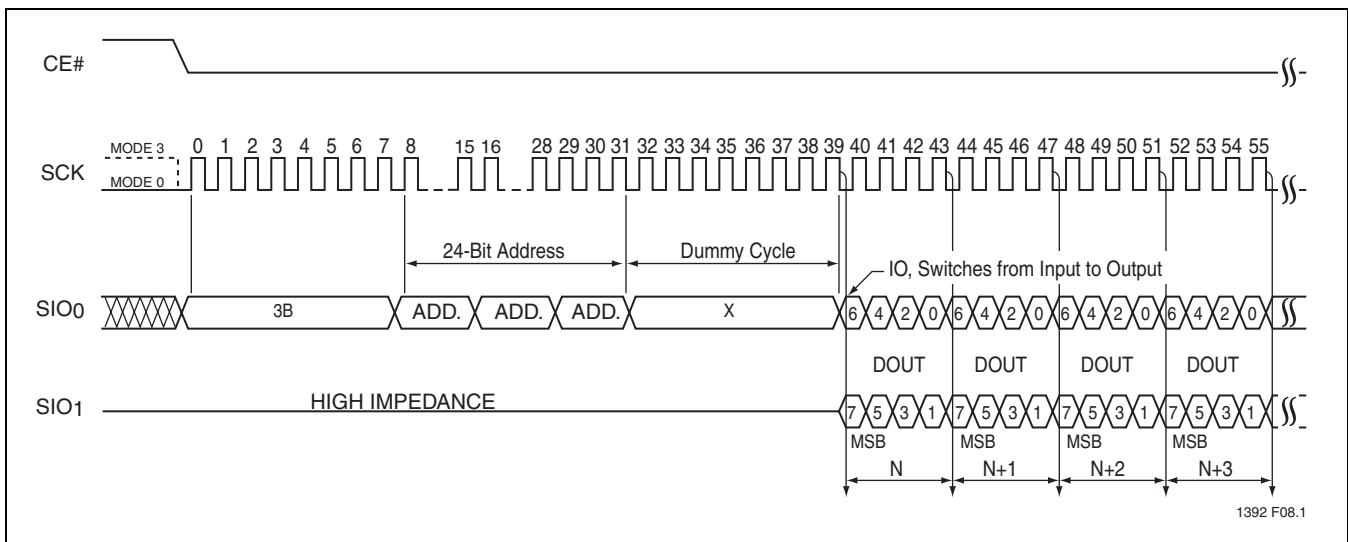 CE#
MODE 3 0 1 2 3 4 5 6 7 8 15 16 28 29 30 31 32 33 34 35 36 37 38 39 40 41 42 43 44 45 46 47 48 49 50 51 52 53 54 55
SCK
MODE 0
24-Bit Address Dummy Cycle
IO, Switches from Input to Output
SIO0 3B ADD. ADD. ADD. X 6 4 2 0 6 4 2 0 6 4 2 0 6 4 2 0
DOUT DOUT DOUT DOUT
SIO1 HIGH IMPEDANCE 7 5 3 1 7 5 3 1 7 5 3 1 7 5 3 1
MSB MSB MSB MSB
N N+1 N+2 N+3
1392 F08.1